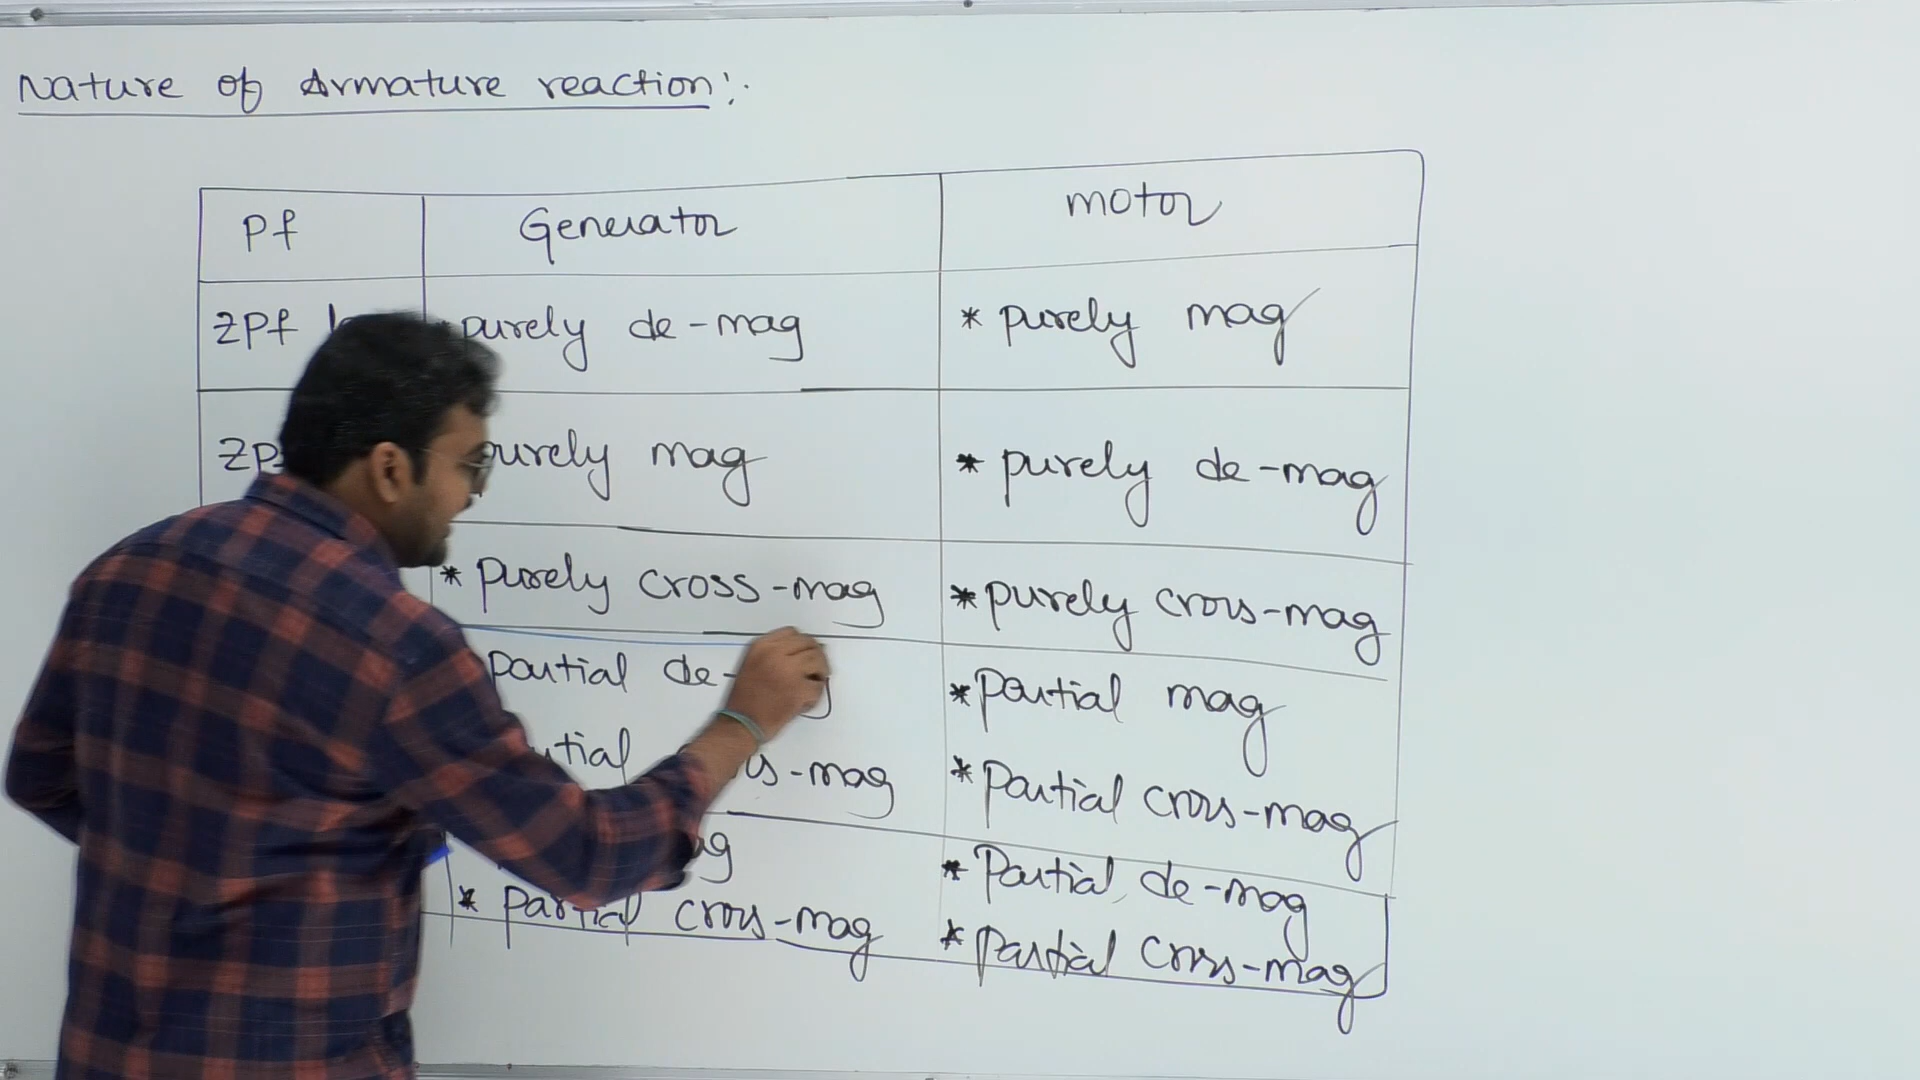 Nature of Armature reaction:-
Pf Generator motor
ZPf purely de-mag * purely mag
purely mag * purely de-mag
* purely cross-mag * purely cross-mag
partial de- * partial mag
-mag * partial cross-mag
* partial de-mag
* partial cross-mag * partial cross-mag